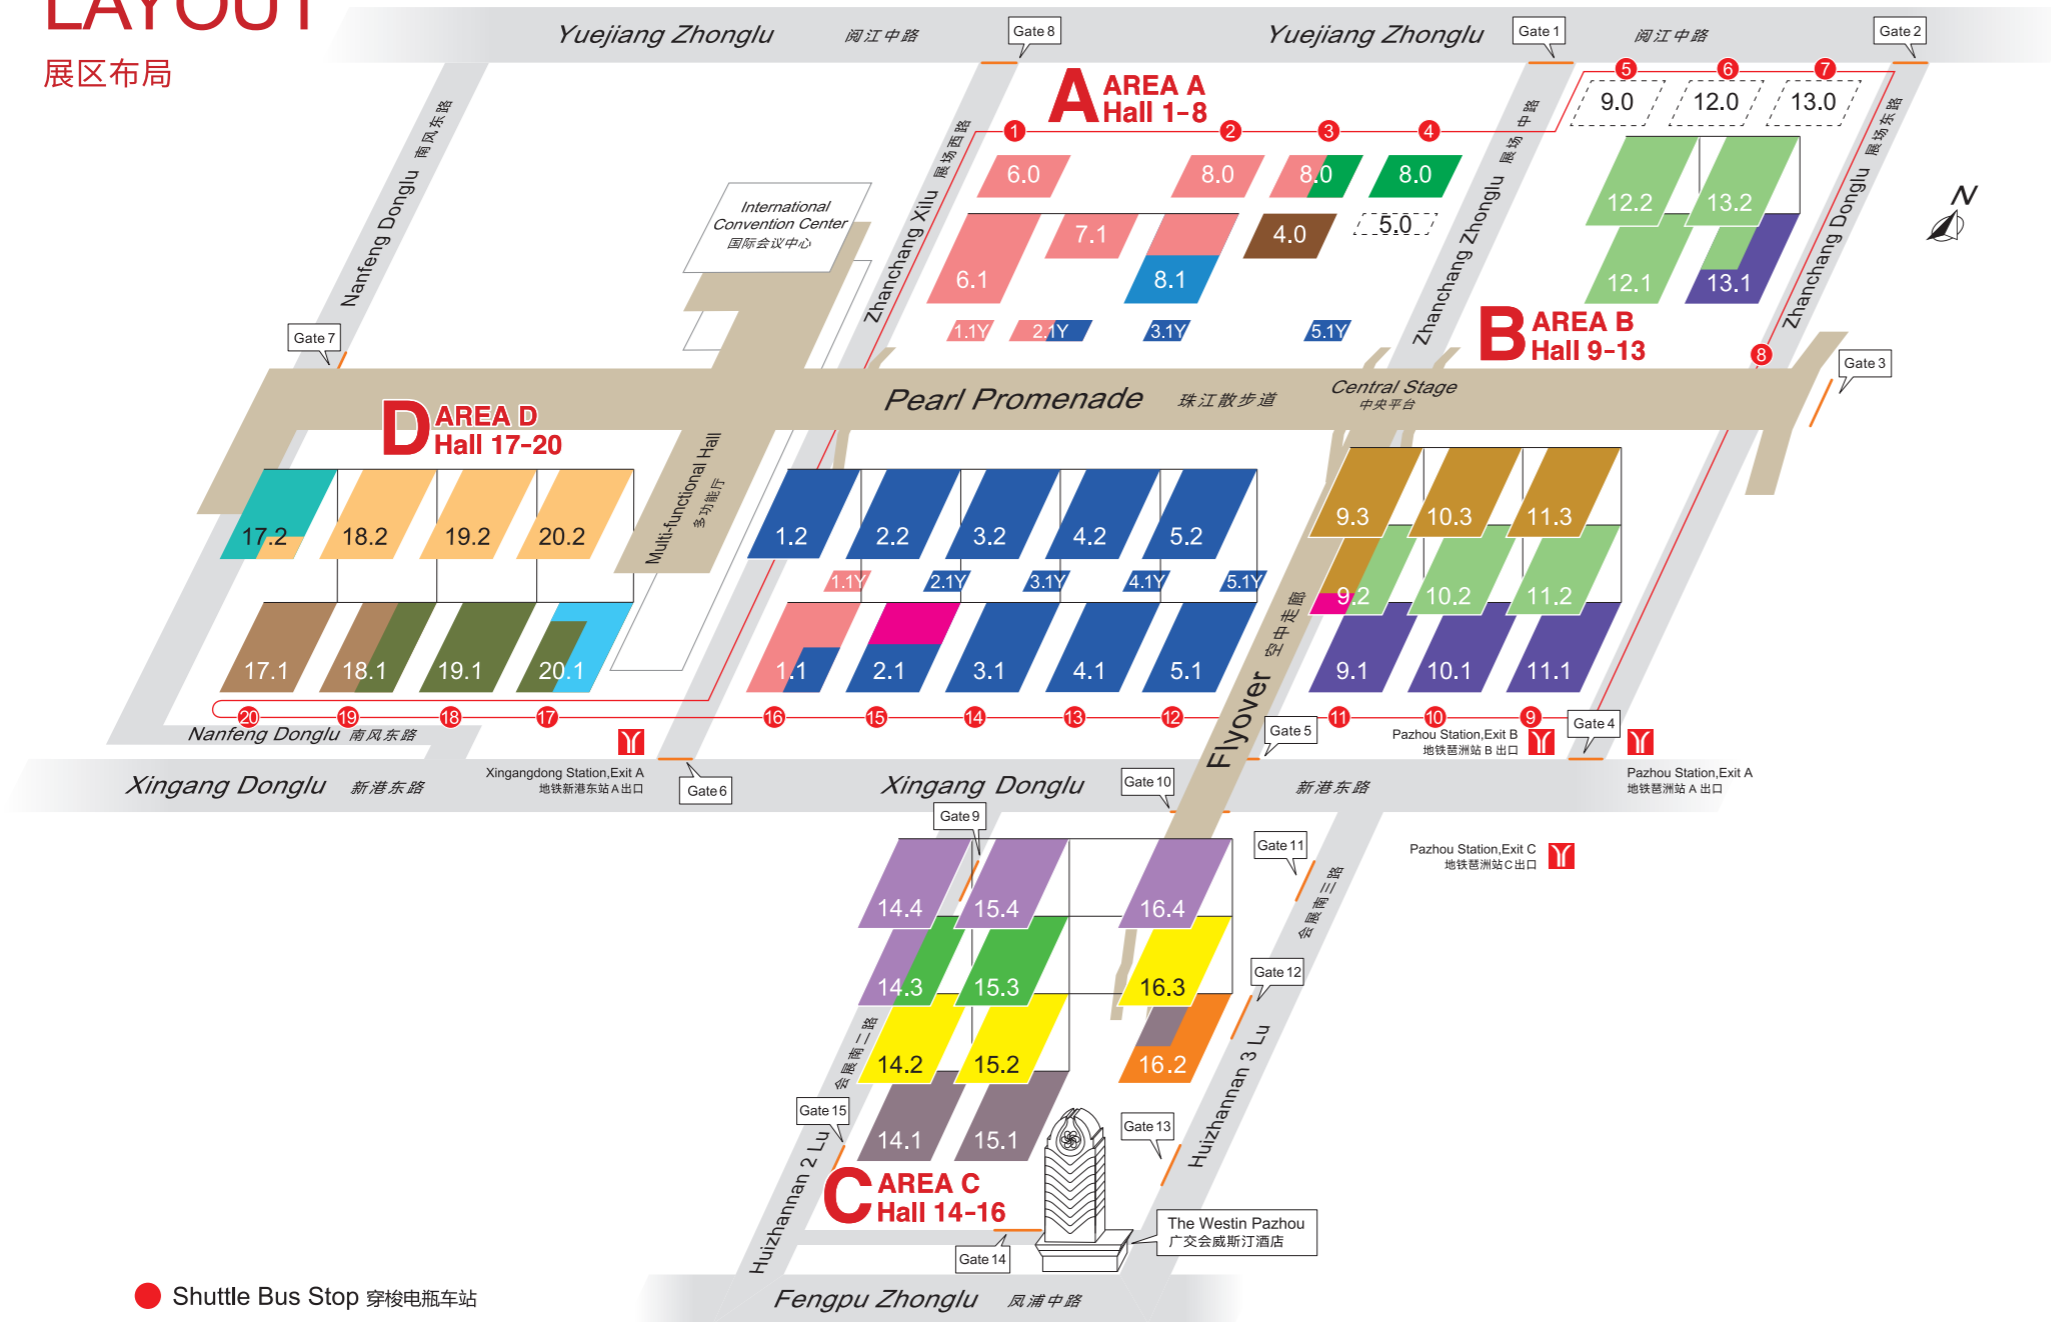 LAYOUT
展区布局
Yuejiang Zhonglu 阅江中路
Gate 8
Yuejiang Zhonglu 阅江中路
Gate 1
Gate 2
A AREA A
Hall 1-8
1
2
3
4
5
6
7
9.0
12.0
13.0
Nanfeng Donglu 南风东路
Zhanchang Xilu 展场西路
Zhanchang Zhonglu 展场中路
Zhanchang Donglu 展场东路
N
International
Convention Center
国际会议中心
6.0
8.0
8.0
8.0
7.1
4.0
5.0
6.1
8.1
12.2
13.2
12.1
13.1
1.1Y
2.1Y
3.1Y
5.1Y
B AREA B
Hall 9-13
8
Gate 7
Gate 3
Pearl Promenade 珠江散步道
Central Stage
中央平台
D AREA D
Hall 17-20
Multi-functional Hall
多功能厅
17.2
18.2
19.2
20.2
1.2
2.2
3.2
4.2
5.2
9.3
10.3
11.3
1.1Y
2.1Y
3.1Y
4.1Y
5.1Y
9.2
10.2
11.2
17.1
18.1
19.1
20.1
1.1
2.1
3.1
4.1
5.1
9.1
10.1
11.1
Flyover 空中走廊
20
19
18
17
16
15
14
13
12
11
10
9
Nanfeng Donglu 南风东路
Gate 5
Gate 4
Pazhou Station,Exit B
地铁琶洲站 B 出口
Xingangdong Station,Exit A
地铁新港东站 A 出口
Gate 6
Pazhou Station,Exit A
地铁琶洲站 A 出口
Xingang Donglu 新港东路
Xingang Donglu
Gate 10
新港东路
Gate 9
Gate 11
Pazhou Station,Exit C
地铁琶洲站 C 出口
14.4
15.4
16.4
会展南三路
14.3
15.3
16.3
Gate 12
14.2
15.2
16.2
会展南二路
Huizhannan 3 Lu
Gate 15
Gate 13
14.1
15.1
Huizhannan 2 Lu
C AREA C
Hall 14-16
The Westin Pazhou
广交会威斯汀酒店
Gate 14
Shuttle Bus Stop 穿梭电瓶车站
Fengpu Zhonglu 凤浦中路